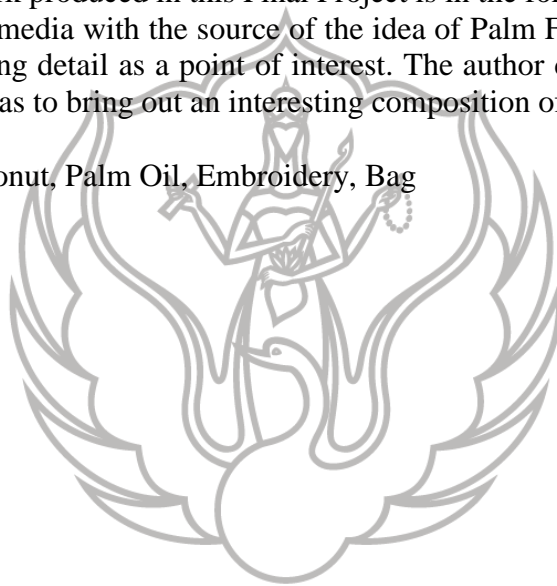 produced in this Final Project is in the fo
media with the source of the idea of Palm F
ng detail as a point of interest. The author
as to bring out an interesting composition of
onut, Palm Oil, Embroidery, Bag